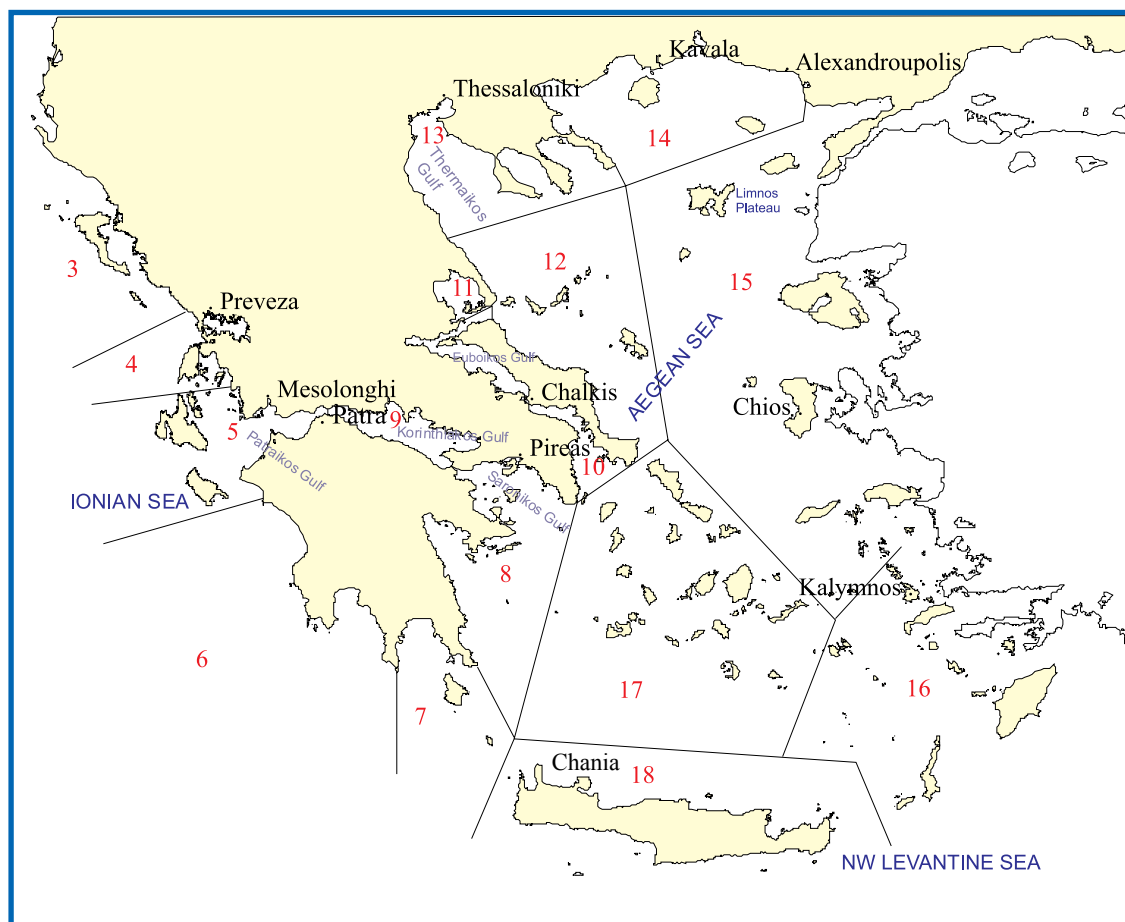 Kavala
Alexandroupolis
Thessaloniki
13
14
Thermaikos
Gulf
Limnos
Plateau
3
12
15
11
Preveza
4
Euboikos Gulf
AEGEAN SEA
Mesolonghi
Chalkis
Chios
Patra
9
5
Korinthiakos Gulf
Patraikos Gulf
Pireas
10
Saronikos Gulf
IONIAN SEA
8
Kalymnos
6
17
16
7
Chania
18
NW LEVANTINE SEA